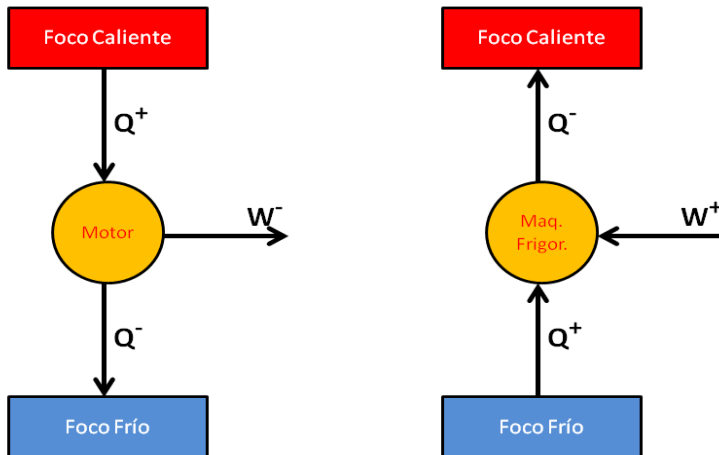 Foco Caliente
Q⁺
Motor
W⁻
Q⁻
Foco Frío
Foco Caliente
Q⁻
Maq.
Frigor.
W⁺
Q⁺
Foco Frío